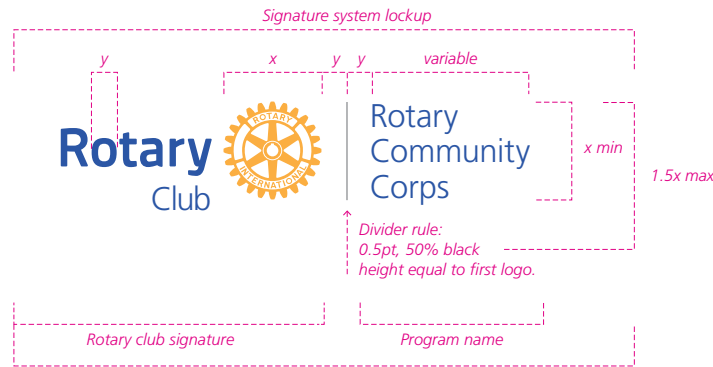 Signature system lockup
y
x
y
y
variable
Rotary
Club
ROTARY
INTERNATIONAL
Rotary
Community
Corps
x min
1.5x max
Divider rule:
0.5pt, 50% black
height equal to first logo.
Rotary club signature
Program name